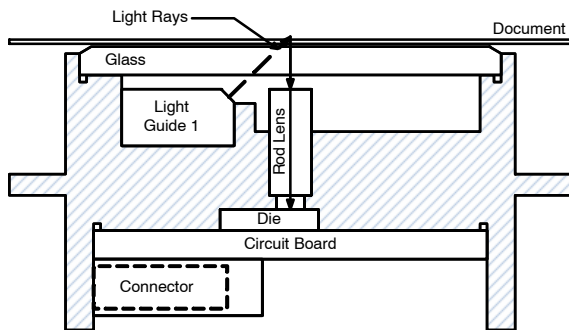 Light Rays
Document
Glass
Light
Guide 1
Rod Lens
Die
Circuit Board
Connector